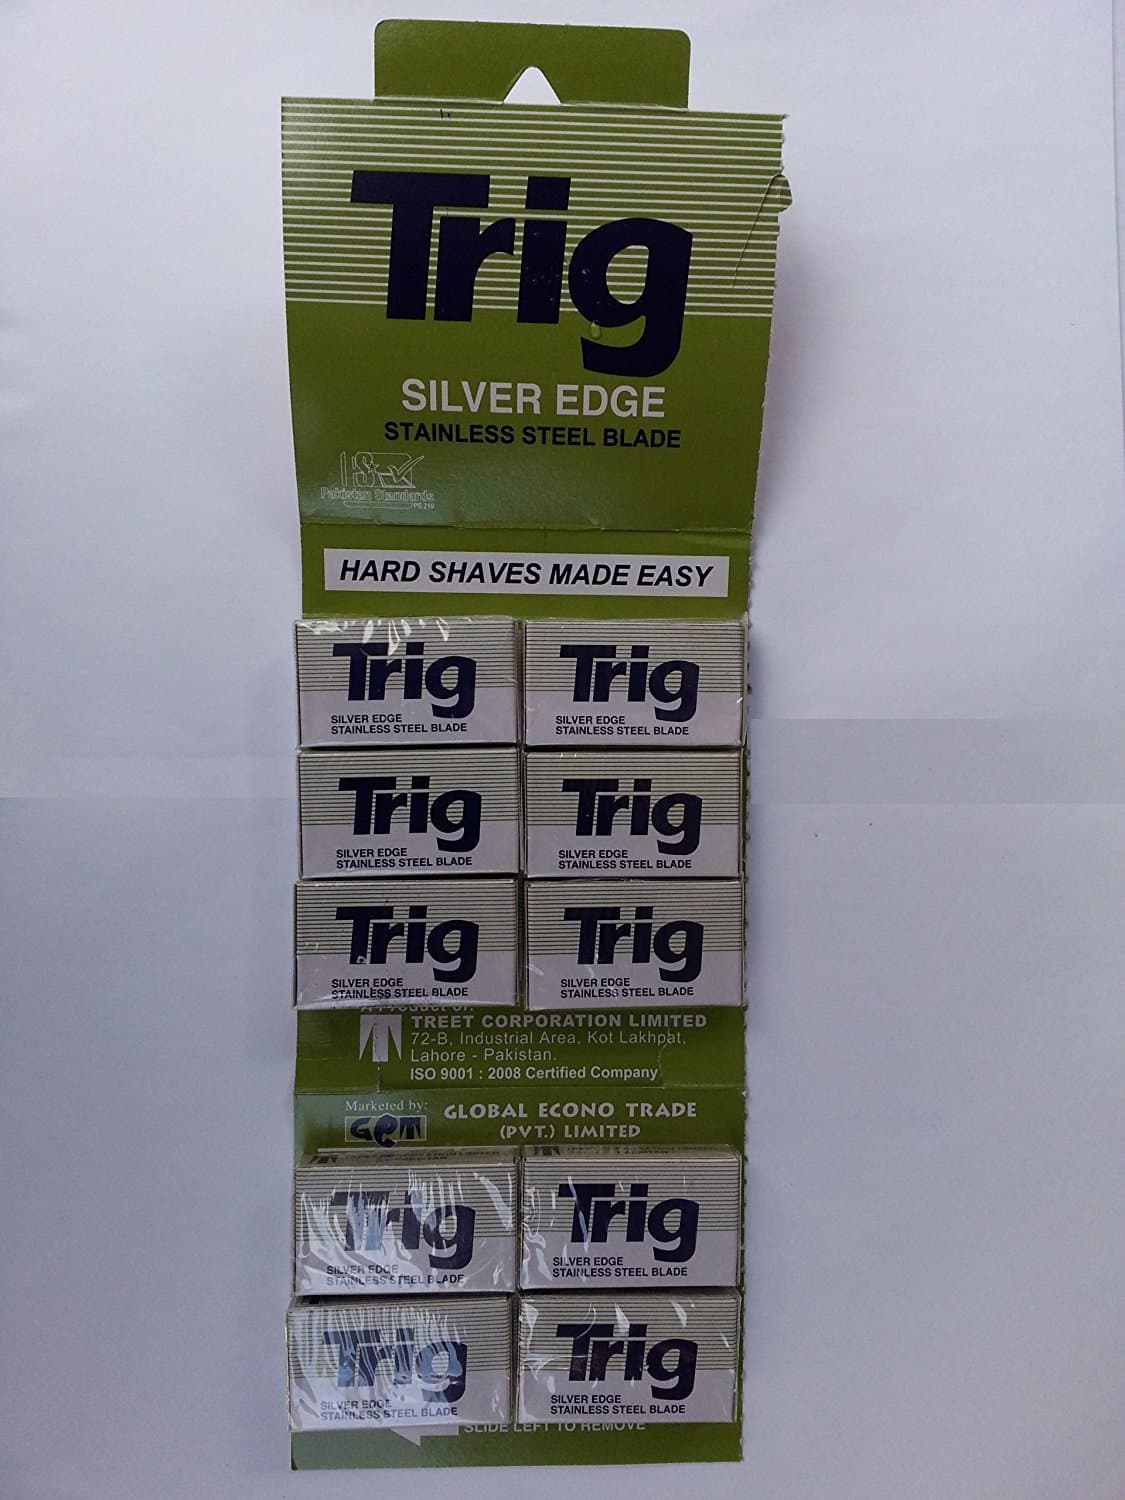 Trig
SILVER EDGE
STAINLESS STEEL BLADE
Pakistan Standards
PS 219
HARD SHAVES MADE EASY
Trig
SILVER EDGE
STAINLESS STEEL BLADE
Trig
SILVER EDGE
STAINLESS STEEL BLADE
Trig
SILVER EDGE
STAINLESS STEEL BLADE
Trig
SILVER EDGE
STAINLESS STEEL BLADE
Trig
SILVER EDGE
STAINLESS STEEL BLADE
Trig
SILVER EDGE
STAINLESS STEEL BLADE
A Product of:
TREET CORPORATION LIMITED
72-B, Industrial Area, Kot Lakhpat,
Lahore - Pakistan.
ISO 9001 : 2008 Certified Company
Marketed by:
GEM
GLOBAL ECONO TRADE
(PVT.) LIMITED
Trig
SILVER EDGE
STAINLESS STEEL BLADE
Trig
SILVER EDGE
STAINLESS STEEL BLADE
Trig
SILVER EDGE
STAINLESS STEEL BLADE
Trig
SILVER EDGE
STAINLESS STEEL BLADE
SLIDE LEFT TO REMOVE